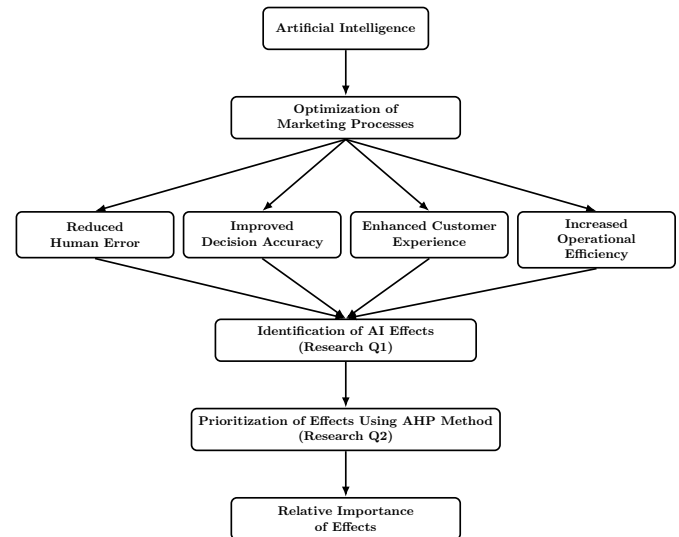 Artificial Intelligence
Optimization of
Marketing Processes
Reduced
Human Error
Improved
Decision Accuracy
Enhanced Customer
Experience
Increased
Operational
Efficiency
Identification of AI Effects
(Research Q1)
Prioritization of Effects Using AHP Method
(Research Q2)
Relative Importance
of Effects